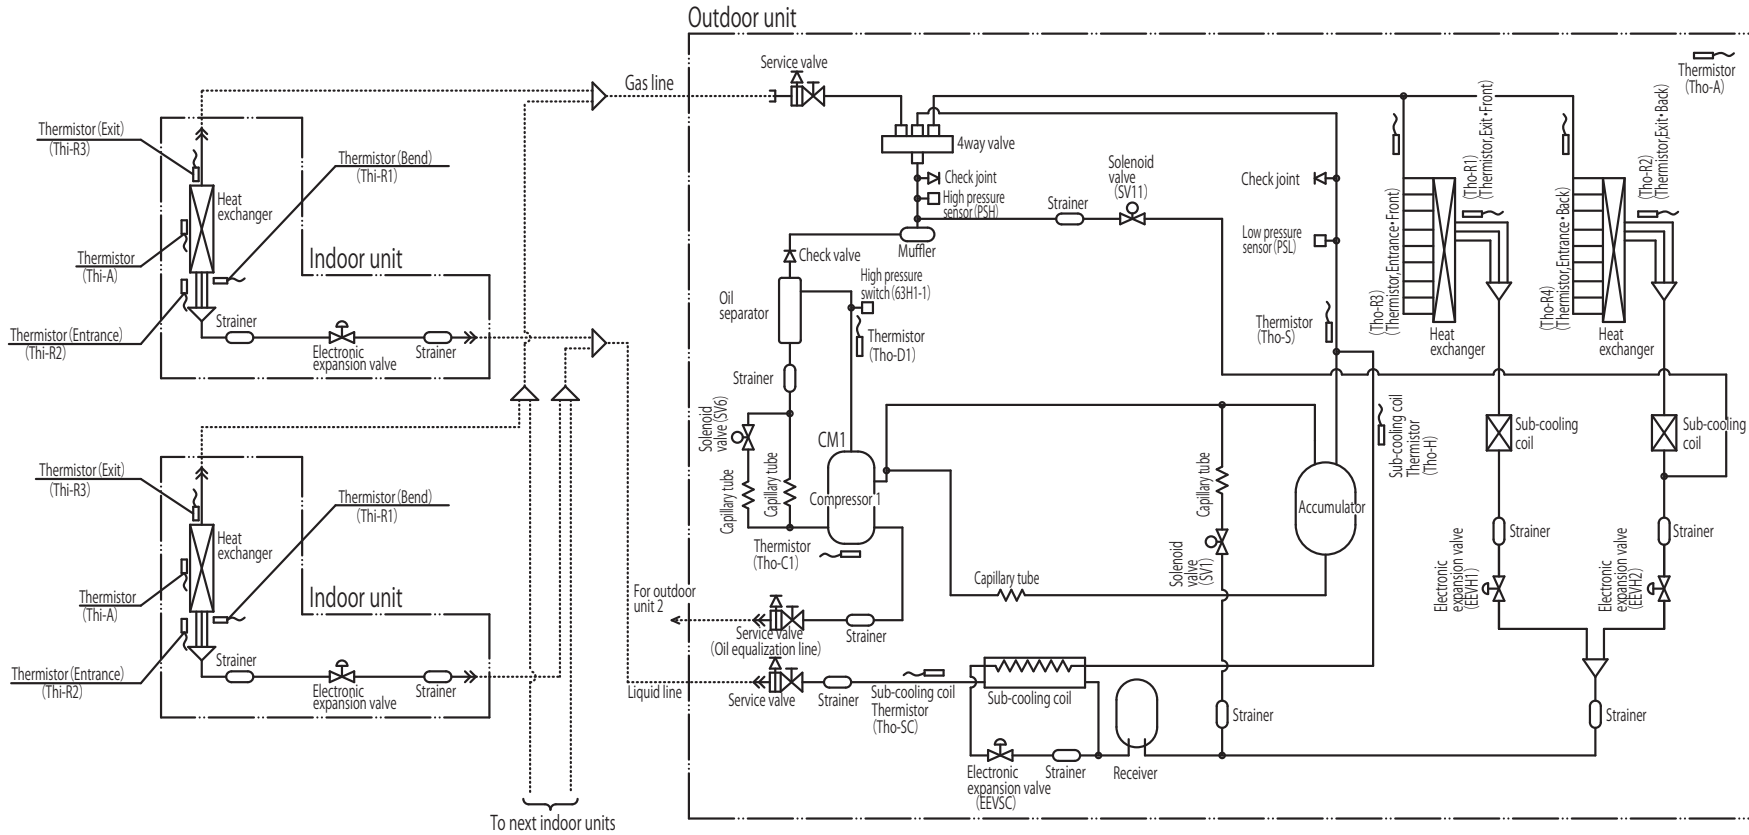 Outdoor unit
Service valve
Gas line
Thermistor
(Tho-A)
4way valve
Check joint
High pressure
sensor (PSH)
Strainer
Solenoid
valve
(SV11)
Check joint
Low pressure
sensor (PSL)
Muffler
Check valve
High pressure
switch (63H1-1)
Oil
separator
Thermistor
(Tho-D1)
Thermistor
(Tho-S)
(Tho-R3)
(Thermistor,Entrance·Front)
(Tho-R1)
(Thermistor,Exit·Front)
Heat
exchanger
(Tho-R4)
(Thermistor,Entrance·Back)
(Tho-R2)
(Thermistor,Exit·Back)
Heat
exchanger
Strainer
Solenoid
valve (SV6)
Capillary tube
Capillary tube
CM1
Compressor 1
Thermistor
(Tho-C1)
Capillary tube
Capillary tube
Solenoid
valve
(SV1)
Accumulator
Sub-cooling coil
Thermistor
(Tho-H)
Sub-cooling
coil
Sub-cooling
coil
Strainer
Strainer
Electronic
expansion valve
(EEVH1)
Electronic
expansion valve
(EEVH2)
For outdoor
unit 2
Service valve
(Oil equalization line)
Strainer
Liquid line
Service valve
Strainer
Sub-cooling coil
Thermistor
(Tho-SC)
Sub-cooling coil
Electronic
expansion valve
(EEVSC)
Strainer
Receiver
Strainer
Strainer
Thermistor (Exit)
(Thi-R3)
Thermistor (Bend)
(Thi-R1)
Heat
exchanger
Thermistor
(Thi-A)
Indoor unit
Thermistor (Entrance)
(Thi-R2)
Strainer
Electronic
expansion valve
Strainer
Thermistor (Exit)
(Thi-R3)
Thermistor (Bend)
(Thi-R1)
Heat
exchanger
Thermistor
(Thi-A)
Indoor unit
Thermistor (Entrance)
(Thi-R2)
Strainer
Electronic
expansion valve
Strainer
To next indoor units